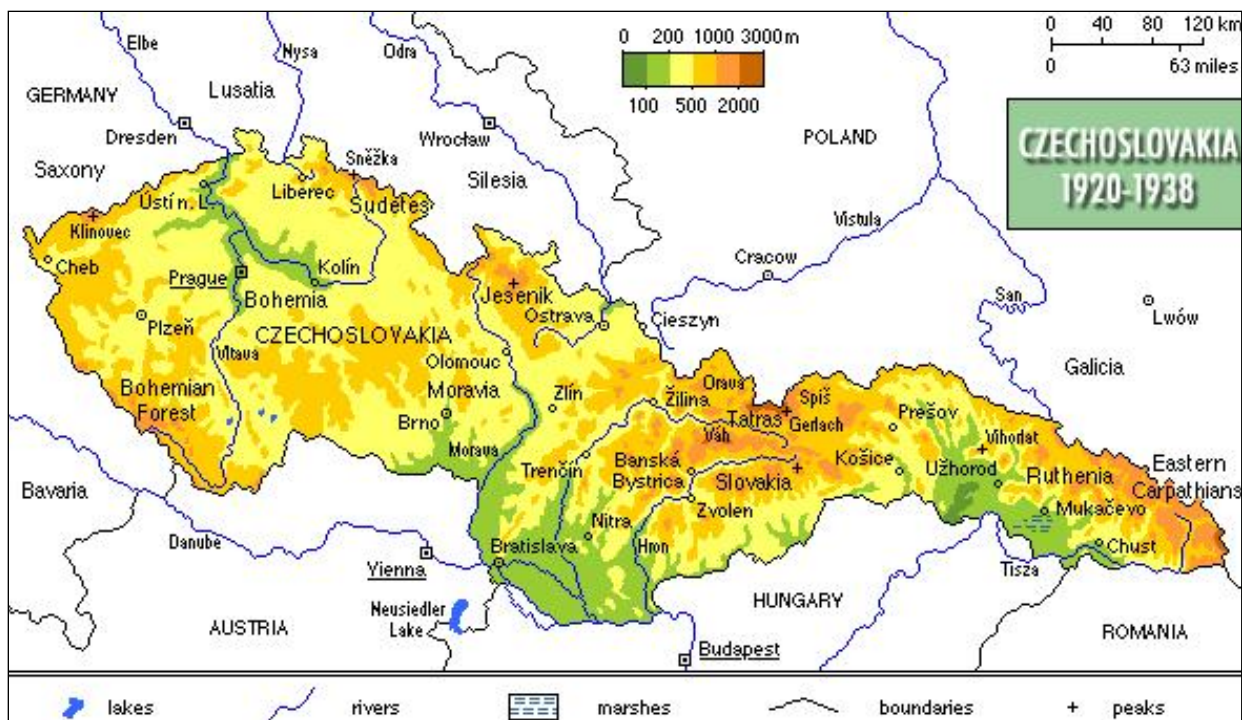 Elbe
Nysa
Odra
0 200 1000 3000 m
100 500 2000
0 40 80 120 km
0 63 miles
GERMANY
Lusatia
Dresden
Wrocław
POLAND
CZECHOSLOVAKIA
1920-1938
Saxony
Sněžka
Silesia
Ústí n. L.
Liberec
Sudetes
Vistula
Klínovec
Cheb
Prague
Kolín
Cracow
Bohemia
Jeseník
San
Plzeň
CZECHOSLOVAKIA
Ostrava
Cieszyn
Lwów
Vltava
Olomouc
Galicia
Bohemian
Forest
Moravia
Zlín
Orava
Spiš
Žilina
Tatras
Gerlach
Prešov
Brno
Váh
Vihorlat
Morava
Trenčín
Banská
Bystrica
Slovakia
Košice
Užhorod
Ruthenia
Eastern
Carpathians
Bavaria
Zvolen
Mukačevo
Nitra
Danube
Bratislava
Hron
Chust
Vienna
Tisza
Neusiedler
Lake
HUNGARY
AUSTRIA
ROMANIA
Budapest
lakes
rivers
marshes
boundaries
peaks